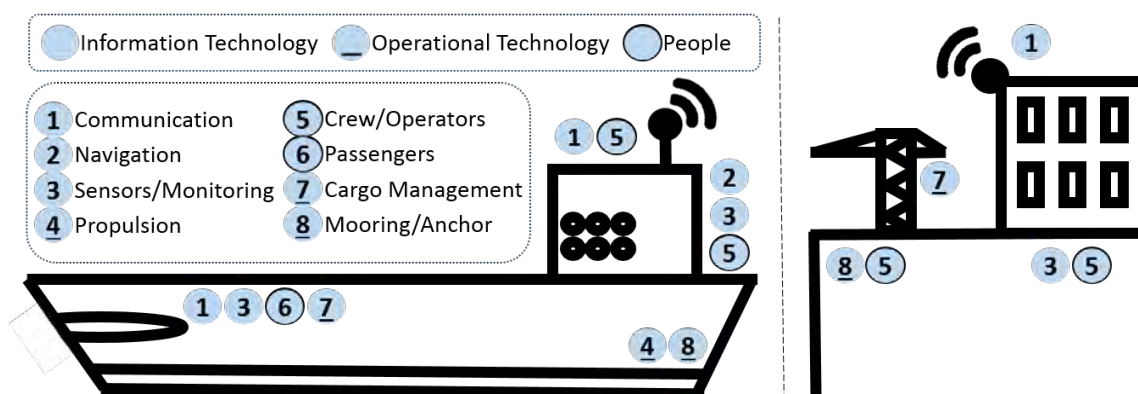 Information Technology Operational Technology People
1 Communication 5 Crew/Operators
2 Navigation 6 Passengers
3 Sensors/Monitoring 7 Cargo Management
4 Propulsion 8 Mooring/Anchor
1 5
2
3
5
1 3 6 7
4 8
1
7
8 5 3 5